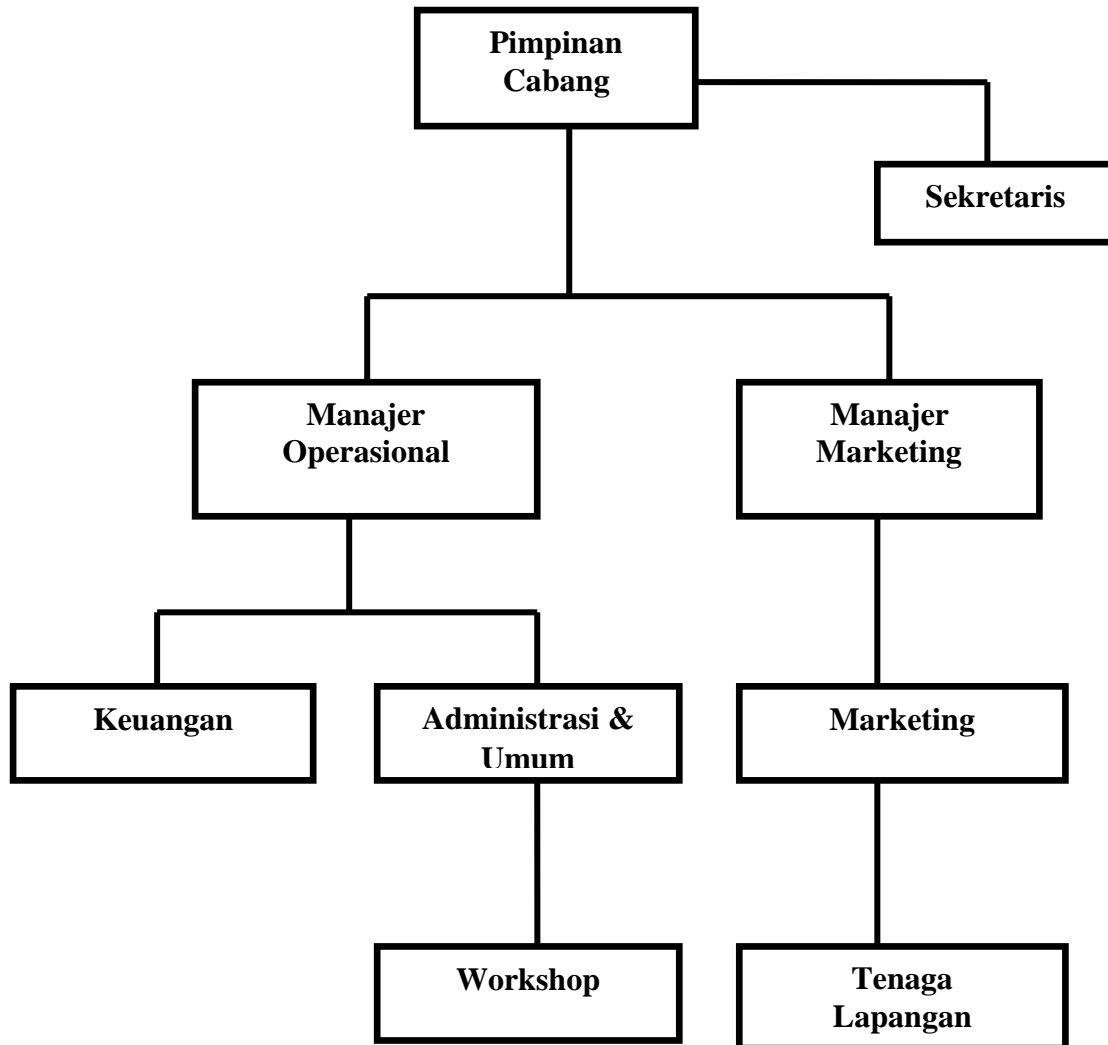 Pimpinan
Cabang
Sekretaris
Manajer
Operasional
Manajer
Marketing
Keuangan
Administrasi &
Umum
Marketing
Workshop
Tenaga
Lapangan